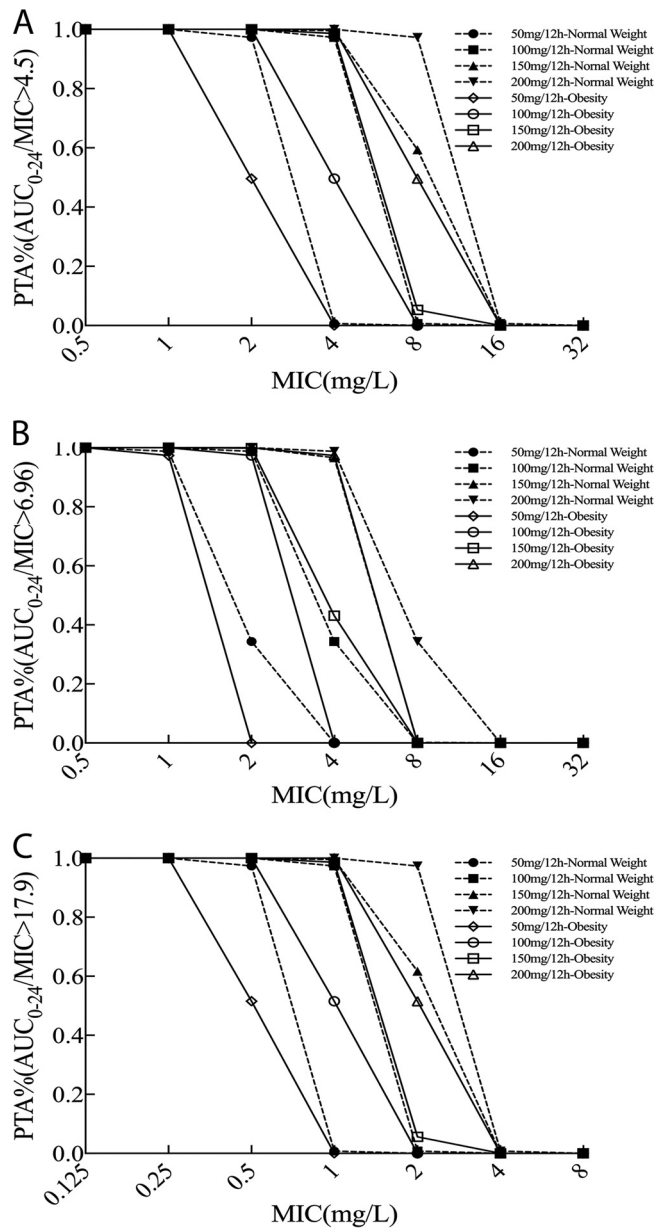 A
PTA%(AUC0-24/MIC>4.5)
1.0
0.8
0.6
0.4
0.2
0.0
0.5
1
2
4
8
16
32
MIC(mg/L)
50mg/12h-Normal Weight
100mg/12h-Normal Weight
150mg/12h-Normal Weight
200mg/12h-Normal Weight
50mg/12h-Obesity
100mg/12h-Obesity
150mg/12h-Obesity
200mg/12h-Obesity
B
PTA%(AUC0-24/MIC>6.96)
1.0
0.8
0.6
0.4
0.2
0.0
0.5
1
2
4
8
16
32
MIC(mg/L)
50mg/12h-Normal Weight
100mg/12h-Normal Weight
150mg/12h-Normal Weight
200mg/12h-Normal Weight
50mg/12h-Obesity
100mg/12h-Obesity
150mg/12h-Obesity
200mg/12h-Obesity
C
PTA%(AUC0-24/MIC>17.9)
1.0
0.8
0.6
0.4
0.2
0.0
0.125
0.25
0.5
1
2
4
8
MIC(mg/L)
50mg/12h-Normal Weight
100mg/12h-Normal Weight
150mg/12h-Normal Weight
200mg/12h-Normal Weight
50mg/12h-Obesity
100mg/12h-Obesity
150mg/12h-Obesity
200mg/12h-Obesity